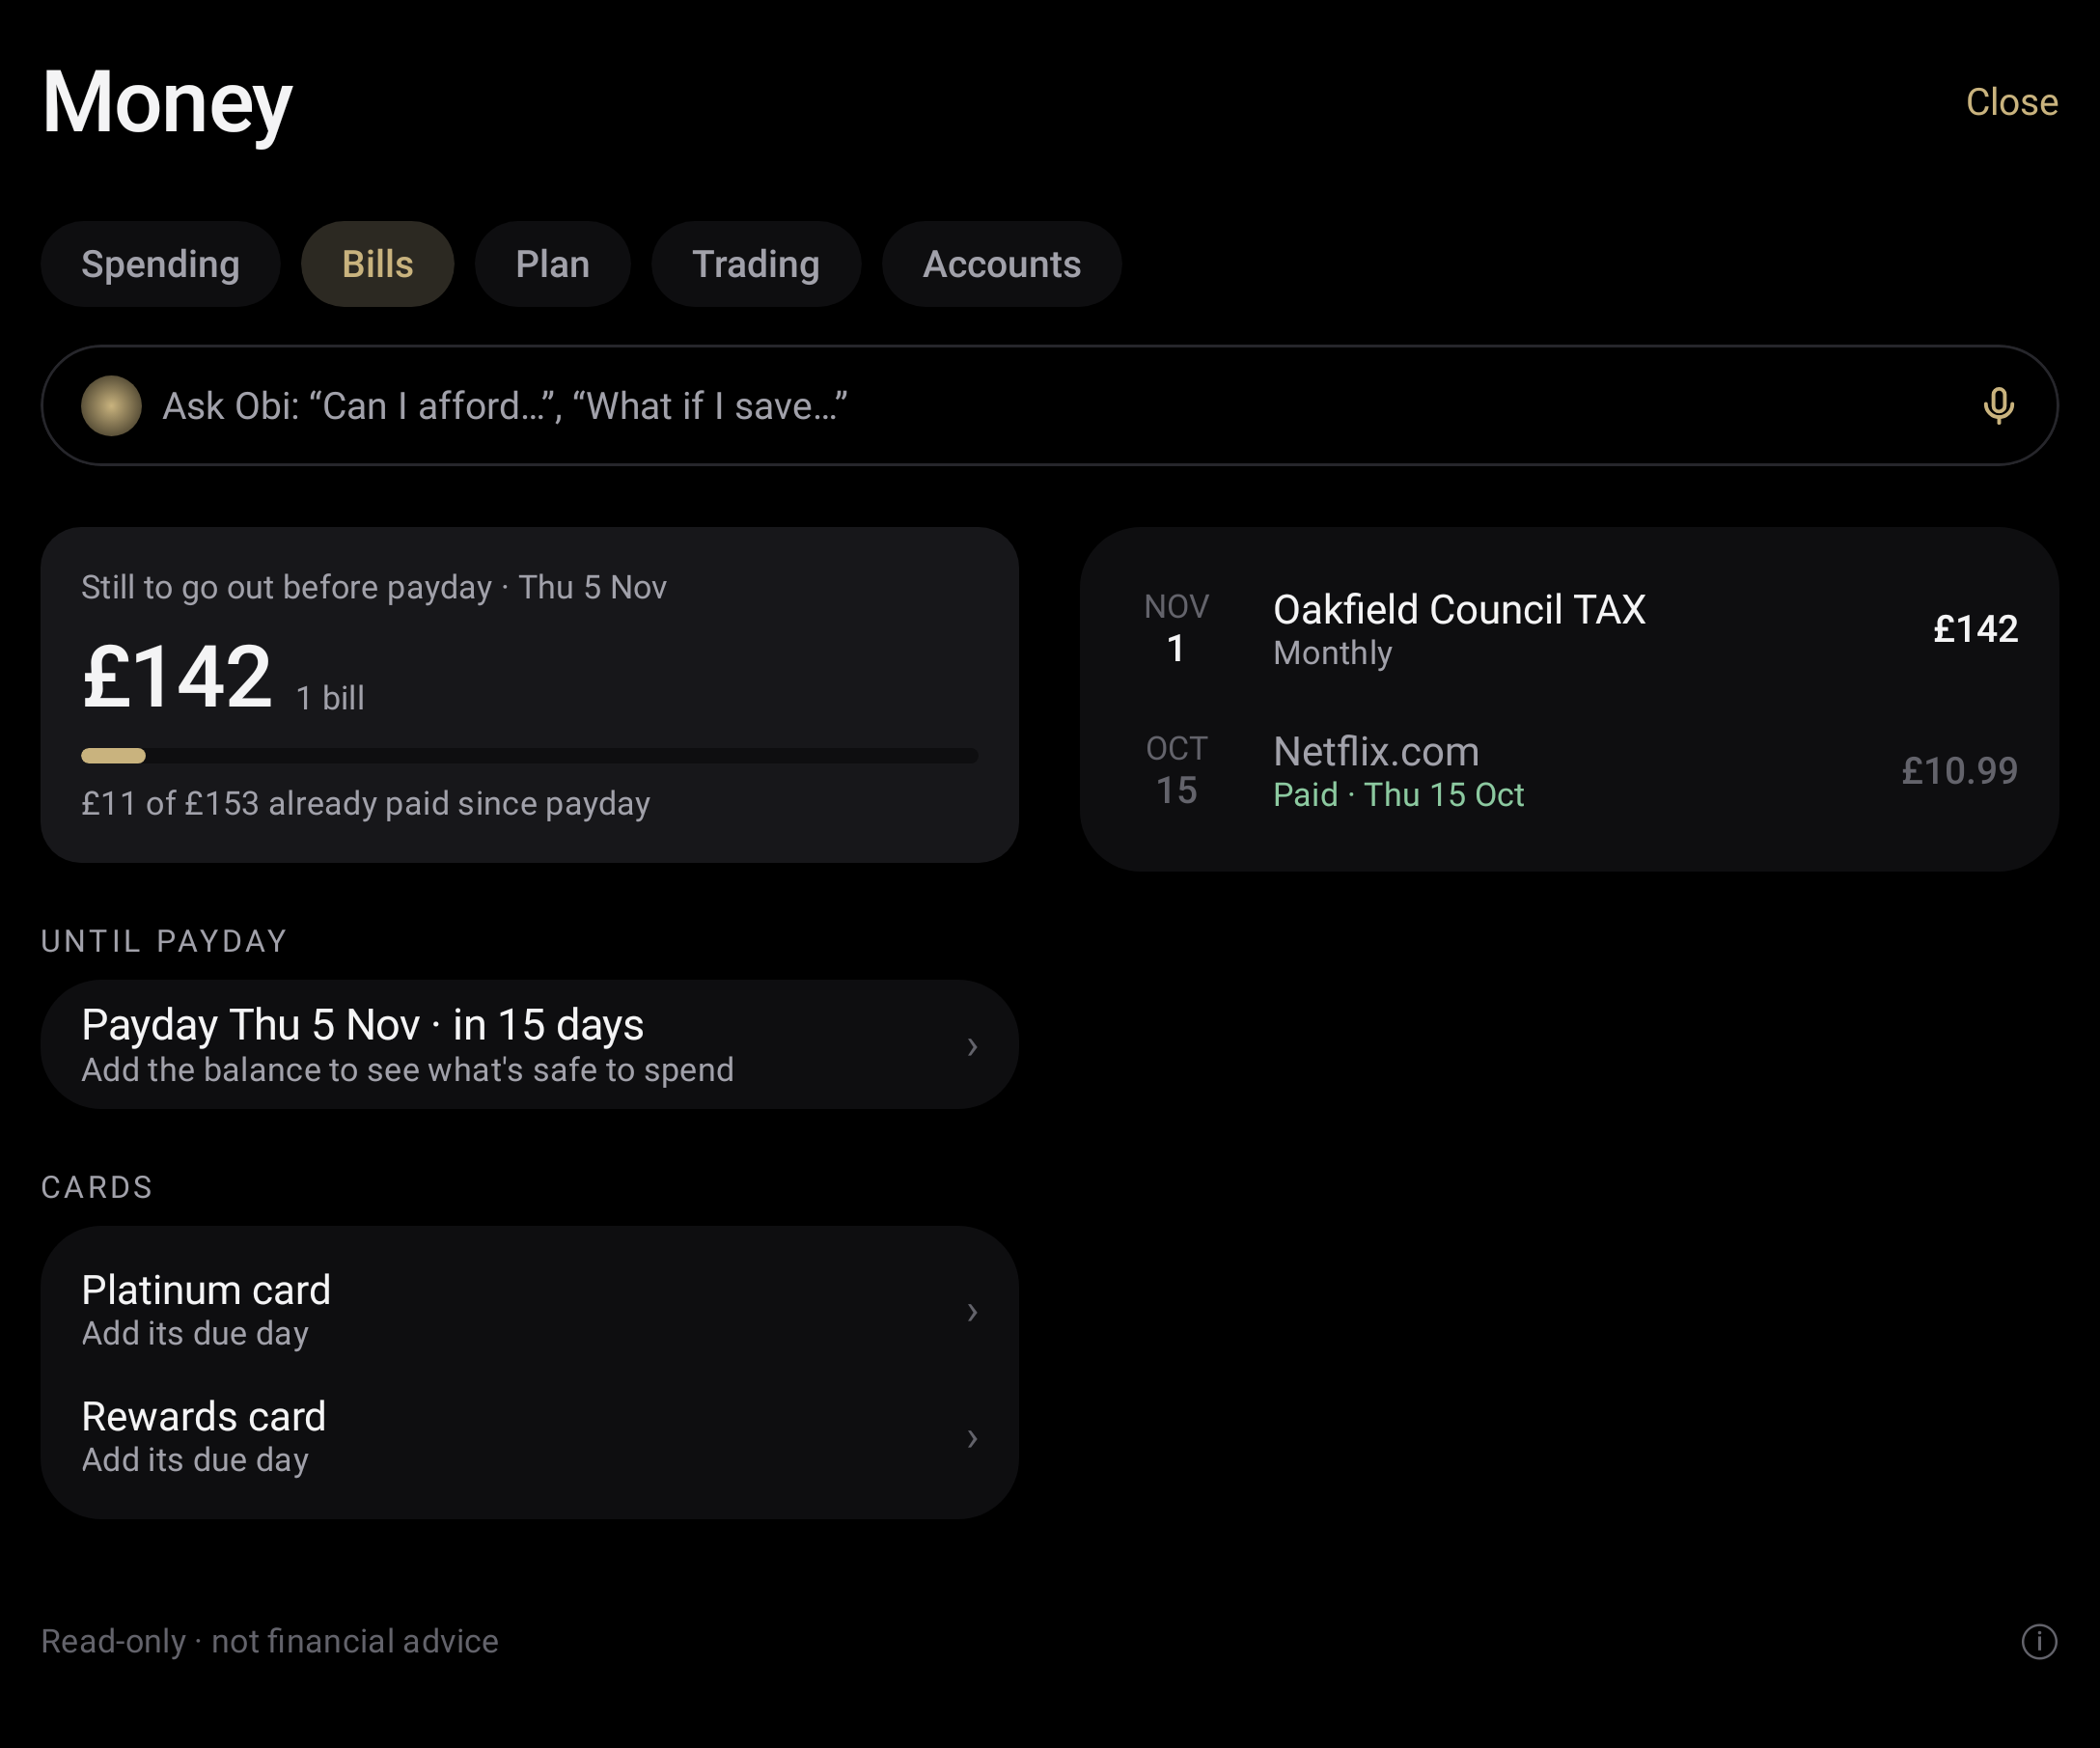 Money
Close
Spending
Bills
Plan
Trading
Accounts
Ask Obi: “Can I afford…”, “What if I save…”
Still to go out before payday · Thu 5 Nov
£142 1 bill
£11 of £153 already paid since payday
NOV
1
Oakfield Council TAX
Monthly
£142
OCT
15
Netflix.com
Paid · Thu 15 Oct
£10.99
UNTIL PAYDAY
Payday Thu 5 Nov · in 15 days
Add the balance to see what's safe to spend
CARDS
Platinum card
Add its due day
Rewards card
Add its due day
Read-only · not financial advice